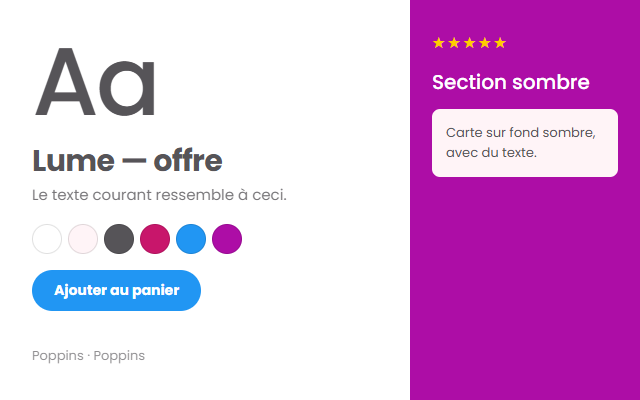 Aa
Lume — offre
Le texte courant ressemble à ceci.
Ajouter au panier
Poppins · Poppins
Section sombre
Carte sur fond sombre,
avec du texte.